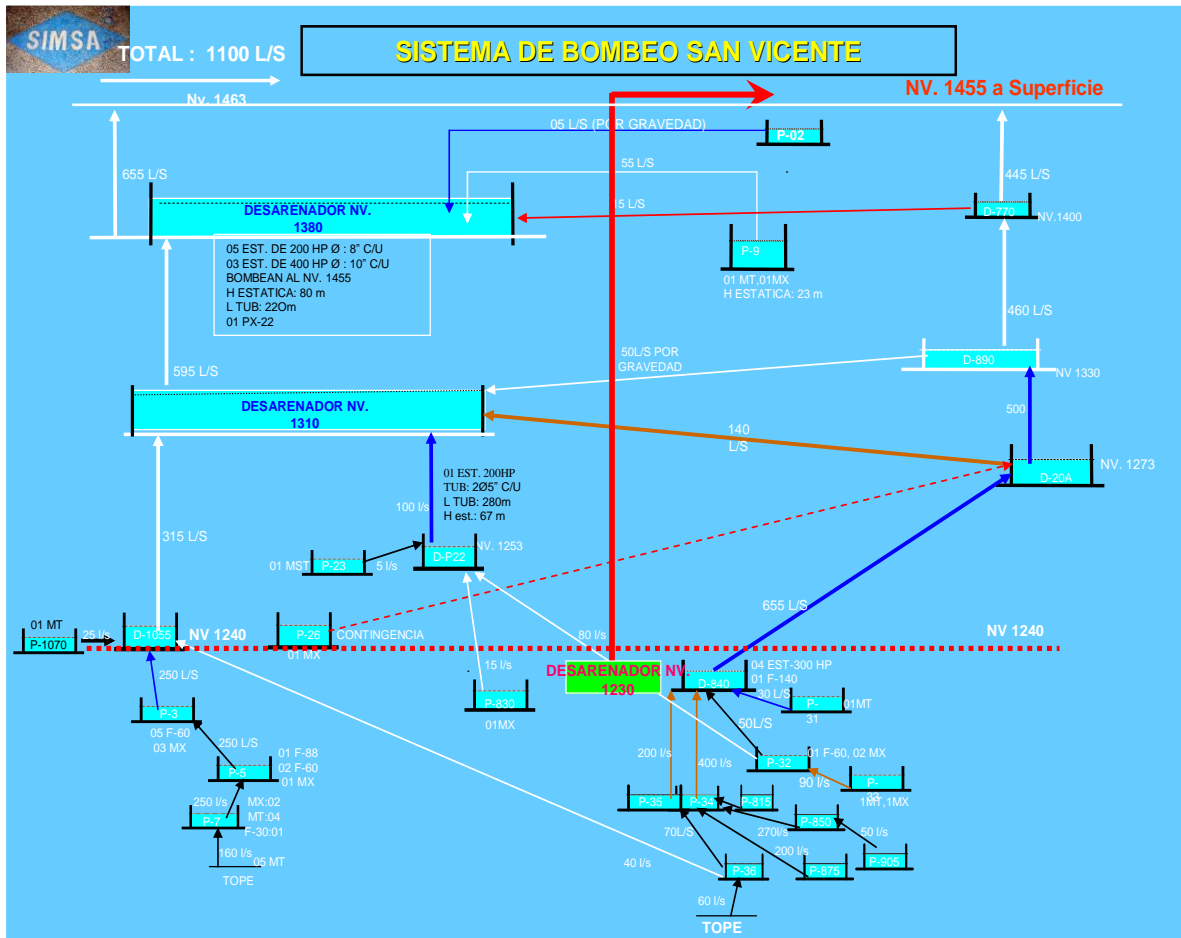 SIMSA
TOTAL : 1100 L/S
SISTEMA DE BOMBEO SAN VICENTE
NV. 1455 a Superficie
Nv. 1463
05 L/S (POR GRAVEDAD)
P-02
655 L/S
55 L/S
445 L/S
DESARENADOR NV.
1380
15 L/S
D-770
NV.1400
05 EST. DE 200 HP Ø : 8" C/U
03 EST. DE 400 HP Ø : 10" C/U
BOMBEAN AL NV. 1455
H ESTATICA: 80 m
L TUB: 22Om
01 PX-22
P-9
01 MT,01MX
H ESTATICA: 23 m
460 L/S
595 L/S
50L/S POR
GRAVEDAD
D-890
NV 1330
DESARENADOR NV.
1310
500
140
L/S
NV. 1273
D-20A
01 EST. 200HP
TUB: 2Ø5" C/U
L TUB: 280m
H est.: 67 m
100 l/s
315 L/S
NV. 1253
D-P22
01 MST
P-23
5 l/s
655 L/S
01 MT
P-1070
25 l/s
D-1055
NV 1240
P-26
CONTINGENCIA
01 MX
80 l/s
NV 1240
DESARENADOR NV.
1230
D-840
04 EST-300 HP
01 F-140
30 L/S
P-
31
01MT
250 L/S
15 l/s
P-830
01MX
P-3
05 F-60
03 MX
50L/S
250 L/S
200 l/s
400 l/s
P-32
01 F-60, 02 MX
P-5
01 F-88
02 F-60
01 MX
90 l/s
P-
33
1MT,1MX
250 l/s
P-7
MX:02
MT:04
F-30:01
P-35
P-34
P-815
P-850
70L/S
270l/s
50 l/s
160 l/s
05 MT
TOPE
40 l/s
P-36
200 l/s
P-875
P-905
60 l/s
TOPE